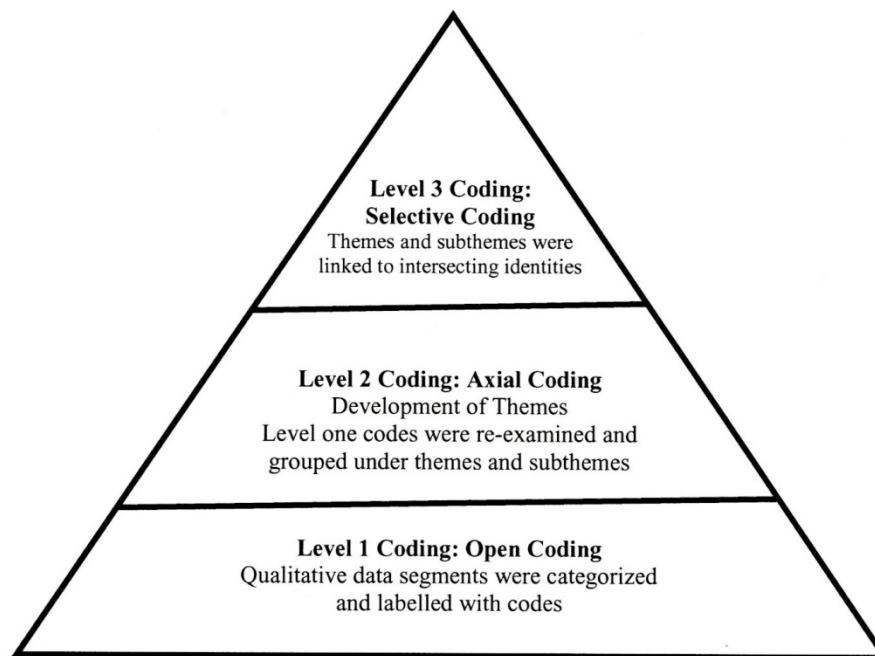 Level 3 Coding:
Selective Coding
Themes and subthemes were
linked to intersecting identities
Level 2 Coding: Axial Coding
Development of Themes
Level one codes were re-examined and
grouped under themes and subthemes
Level 1 Coding: Open Coding
Qualitative data segments were categorized
and labelled with codes